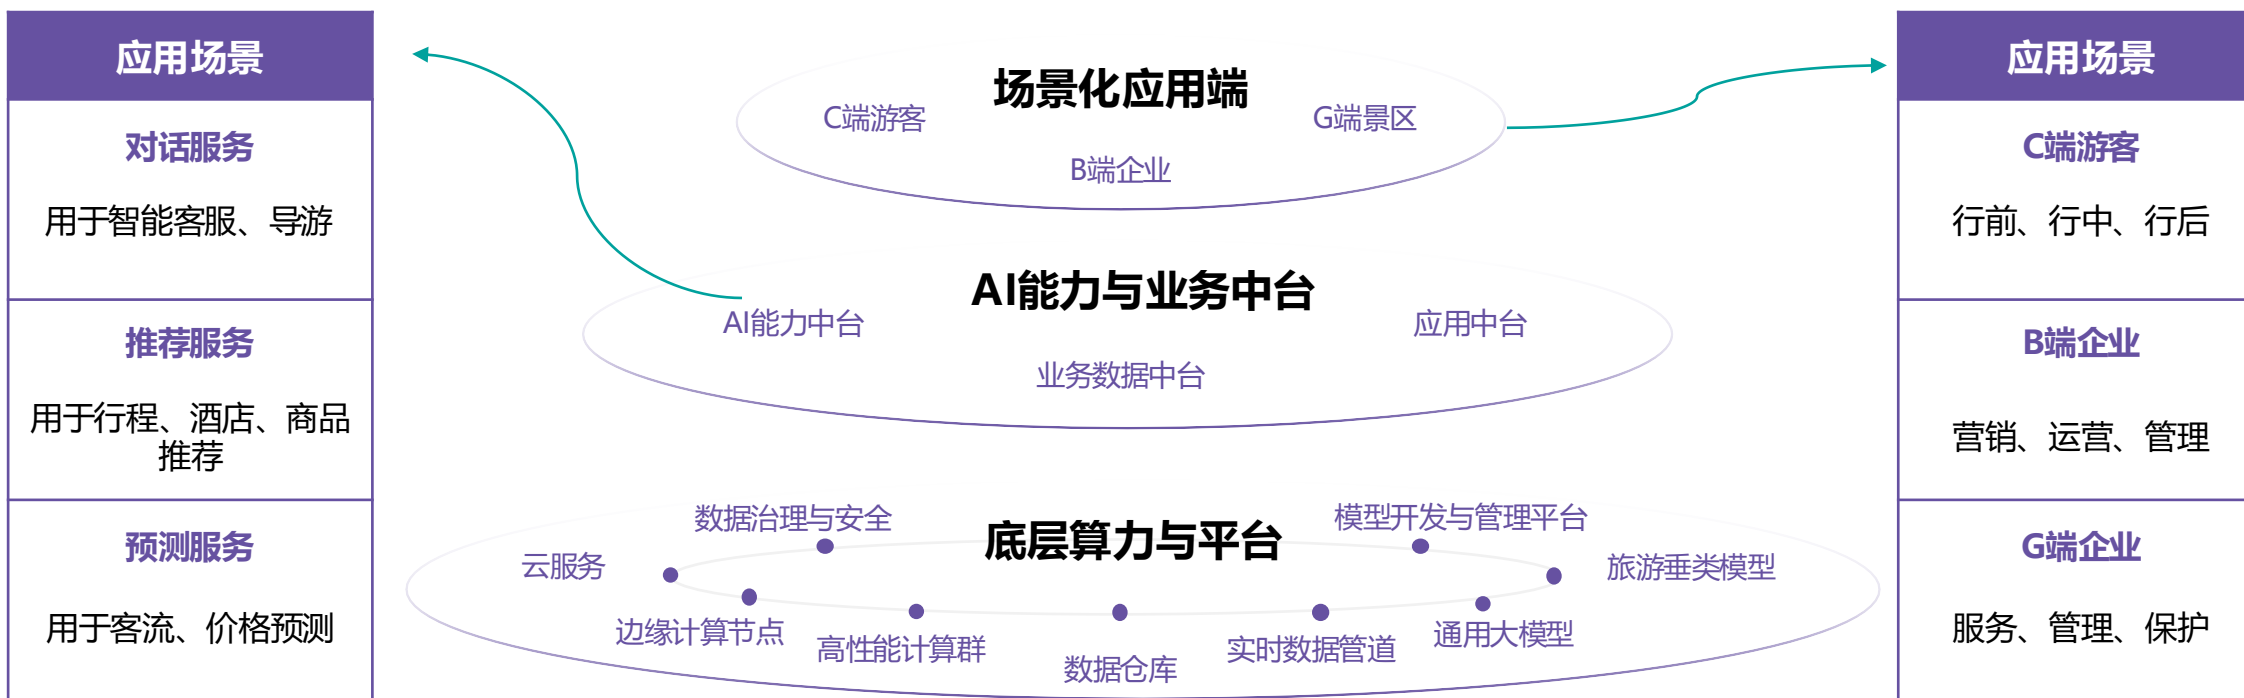 应用场景
对话服务
用于智能客服、导游
推荐服务
用于行程、酒店、商品
推荐
预测服务
用于客流、价格预测
场景化应用端
C端游客
G端景区
B端企业
AI能力与业务中台
AI能力中台
应用中台
业务数据中台
底层算力与平台
数据治理与安全
模型开发与管理平台
云服务
旅游垂类模型
边缘计算节点
高性能计算群
数据仓库
实时数据管道
通用大模型
应用场景
C端游客
行前、行中、行后
B端企业
营销、运营、管理
G端企业
服务、管理、保护